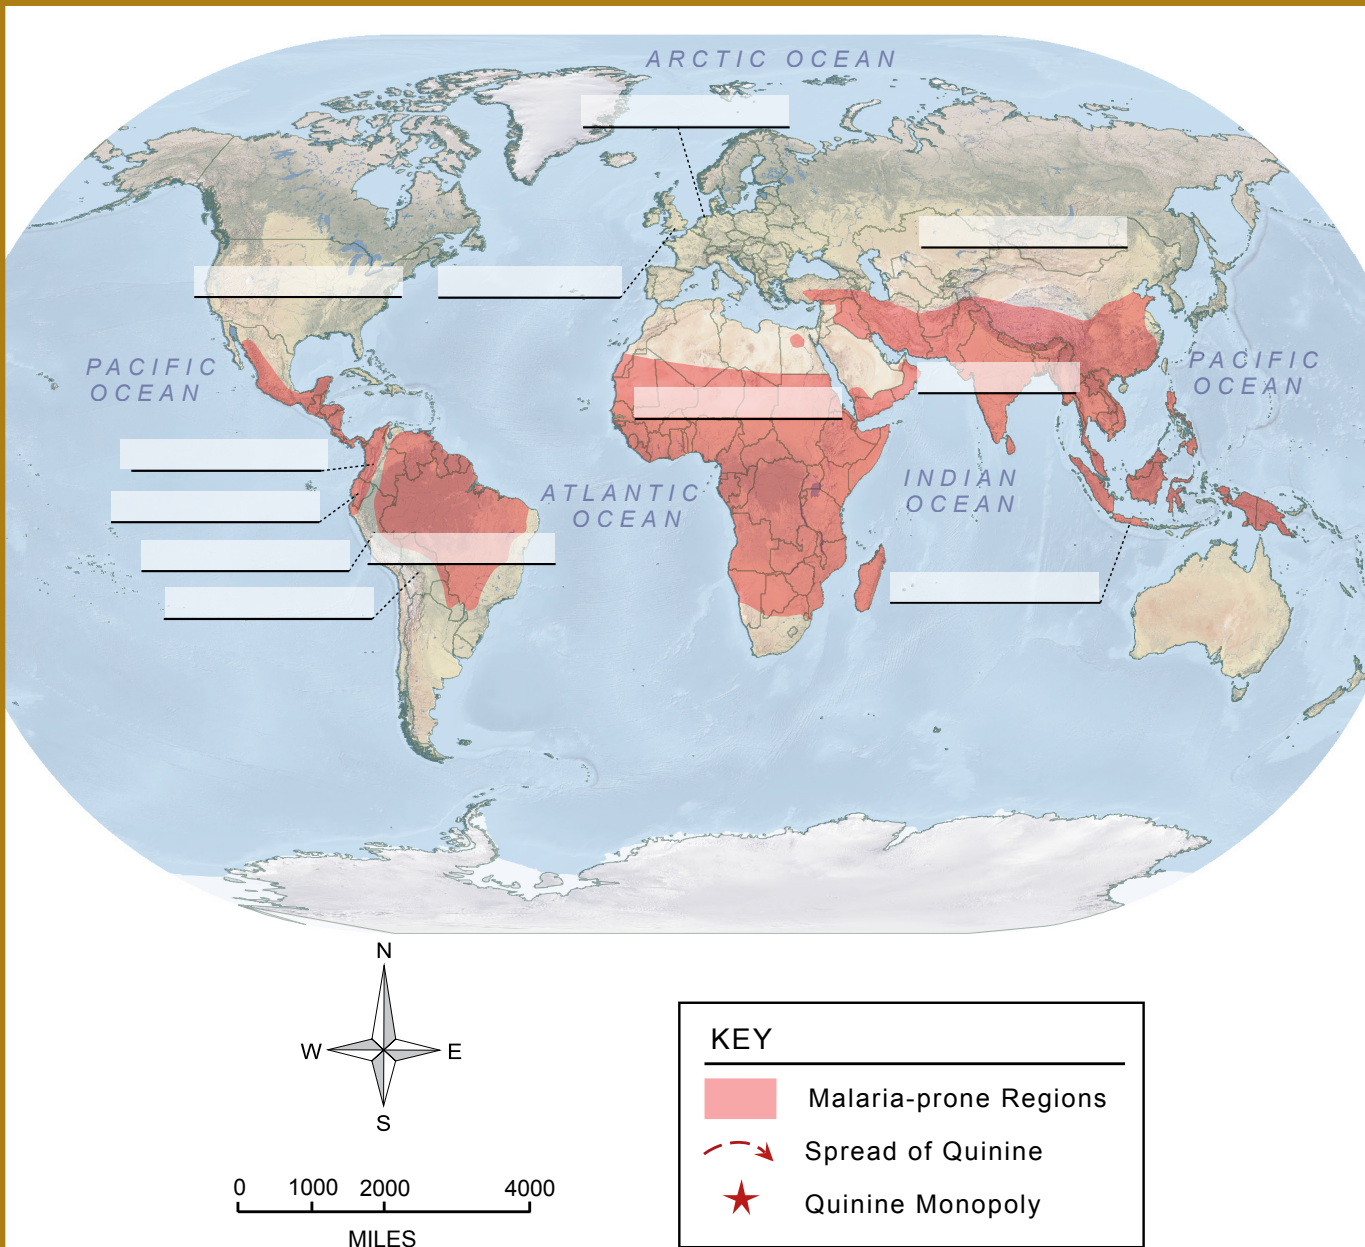 ARCTIC OCEAN
PACIFIC
OCEAN
PACIFIC
OCEAN
ATLANTIC
OCEAN
INDIAN
OCEAN
N
W
E
S
0 1000 2000 4000
MILES
KEY
Malaria-prone Regions
Spread of Quinine
Quinine Monopoly